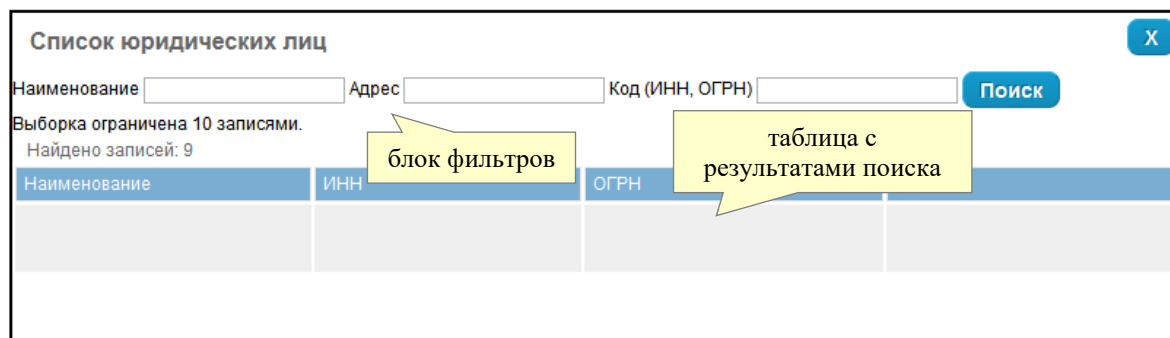 Список юридических лиц
X
Наименование Адрес Код (ИНН, ОГРН) Поиск
Выборка ограничена 10 записями.
Найдено записей: 9
блок фильтров
таблица с
результатами поиска
Наименование ИНН ОГРН